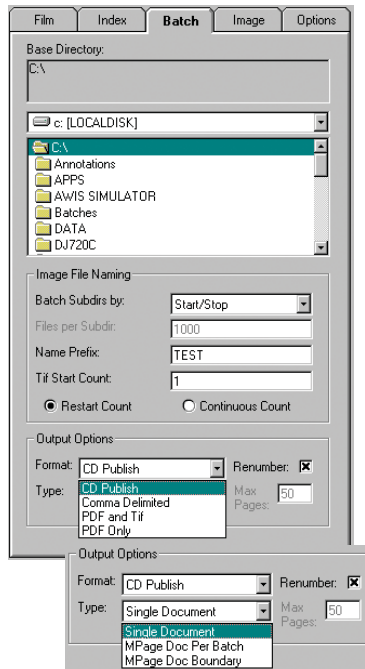 Film Index Batch Image Options
Base Directory:
C:\
c: [LOCALDISK]
C:\
Annotations
APPS
AWIS SIMULATOR
Batches
DATA
DJ720C
Image File Naming
Batch Subdirs by: Start/Stop
Files per Subdir: 1000
Name Prefix: TEST
Tif Start Count: 1
Restart Count Continuous Count
Output Options
Format: CD Publish Renumber:
Type: CD Publish Max Pages: 50
Comma Delimited
PDF and Tif
PDF Only
Output Options
Format: CD Publish Renumber:
Type: Single Document Max Pages: 50
Single Document
MPage Doc Per Batch
MPage Doc Boundary